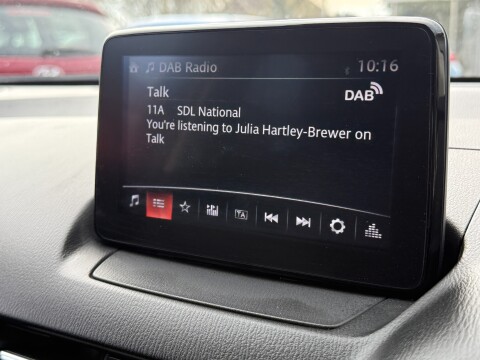 DAB Radio 10:16
Talk
DAB
11A SDL National
You're listening to Julia Hartley-Brewer on
Talk
TA